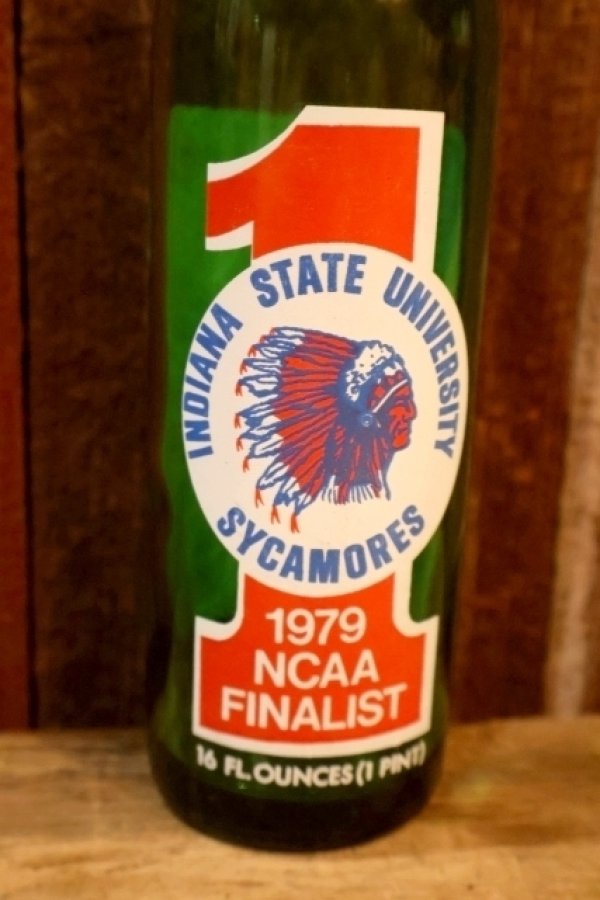 1
INDIANA STATE UNIVERSITY
SYCAMORES
1979
NCAA
FINALIST
16 FL. OUNCES (1 PINT)